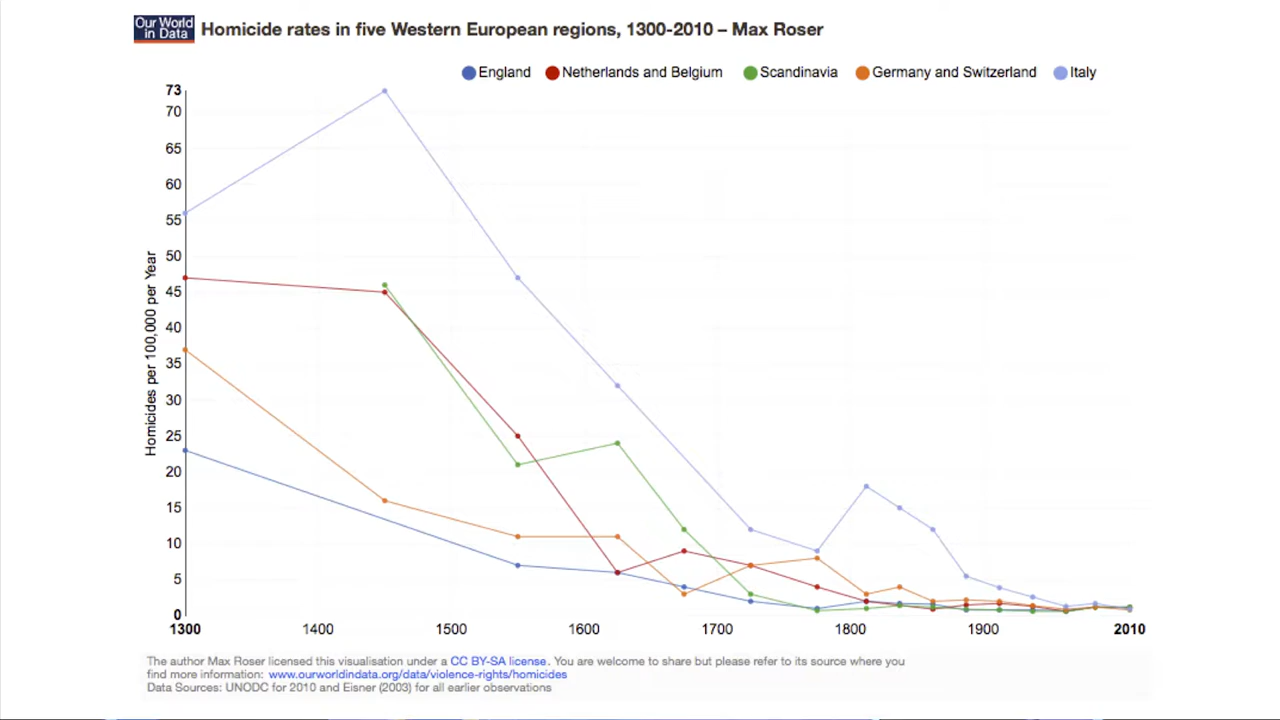 Our World
in Data
Homicide rates in five Western European regions, 1300-2010 – Max Roser
England Netherlands and Belgium Scandinavia Germany and Switzerland Italy
73
70
65
60
55
50
45
40
35
30
25
20
15
10
5
0
Homicides per 100,000 per Year
1300 1400 1500 1600 1700 1800 1900 2010
The author Max Roser licensed this visualisation under a CC BY-SA license. You are welcome to share but please refer to its source where you
find more information: www.ourworldindata.org/data/violence-rights/homicides
Data Sources: UNODC for 2010 and Eisner (2003) for all earlier observations